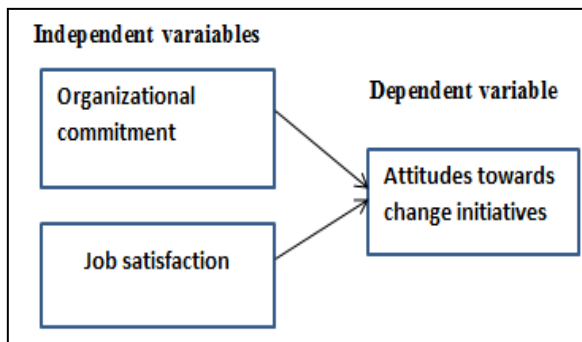 Independent varaiables
Organizational
commitment
Dependent variable
Attitudes towards
change initiatives
Job satisfaction